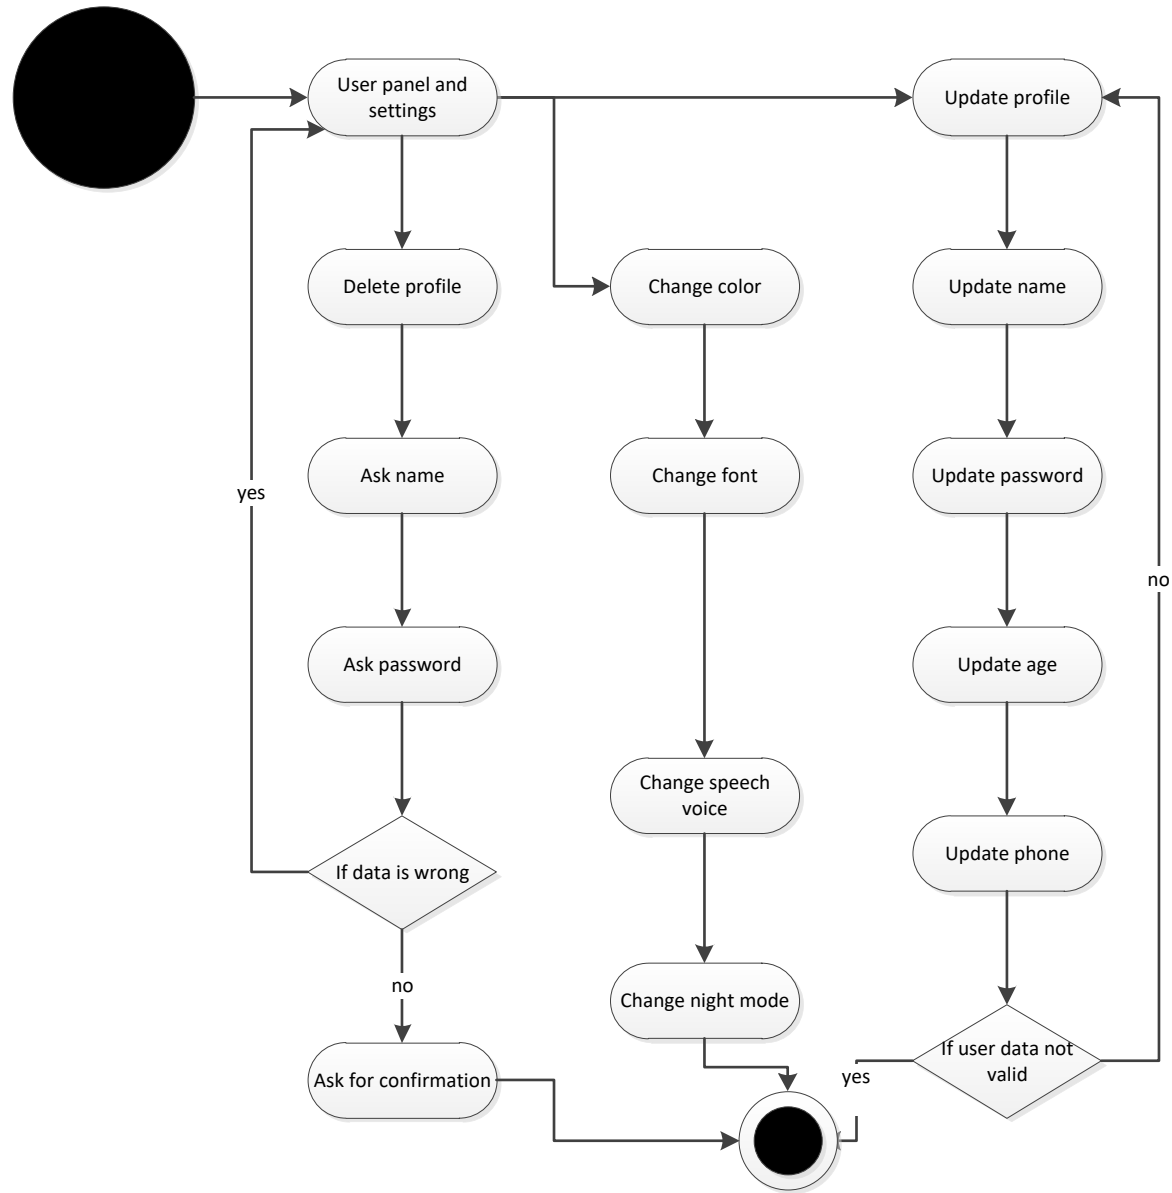 User panel and
settings
Update profile
Delete profile
Change color
Update name
Ask name
Change font
Update password
yes
no
Ask password
Update age
Change speech
voice
Update phone
If data is wrong
no
Change night mode
If user data not
valid
yes
Ask for confirmation